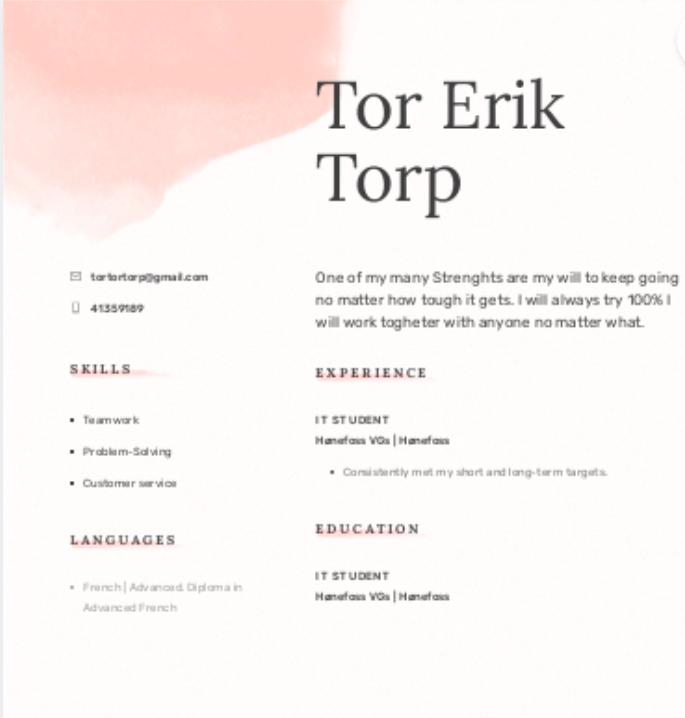 Tor Erik
Torp
tortortorp@gmail.com
41359189
SKILLS
Teamwork
Problem-Solving
Customer service
LANGUAGES
French | Advanced. Diploma in
Advanced French
One of my many Strenghts are my will to keep going
no matter how tough it gets. I will always try 100% I
will work togheter with anyone no matter what.
EXPERIENCE
IT STUDENT
Hønefoss VGs | Hønefoss
Consistently met my short and long-term targets.
EDUCATION
IT STUDENT
Hønefoss VGs | Hønefoss